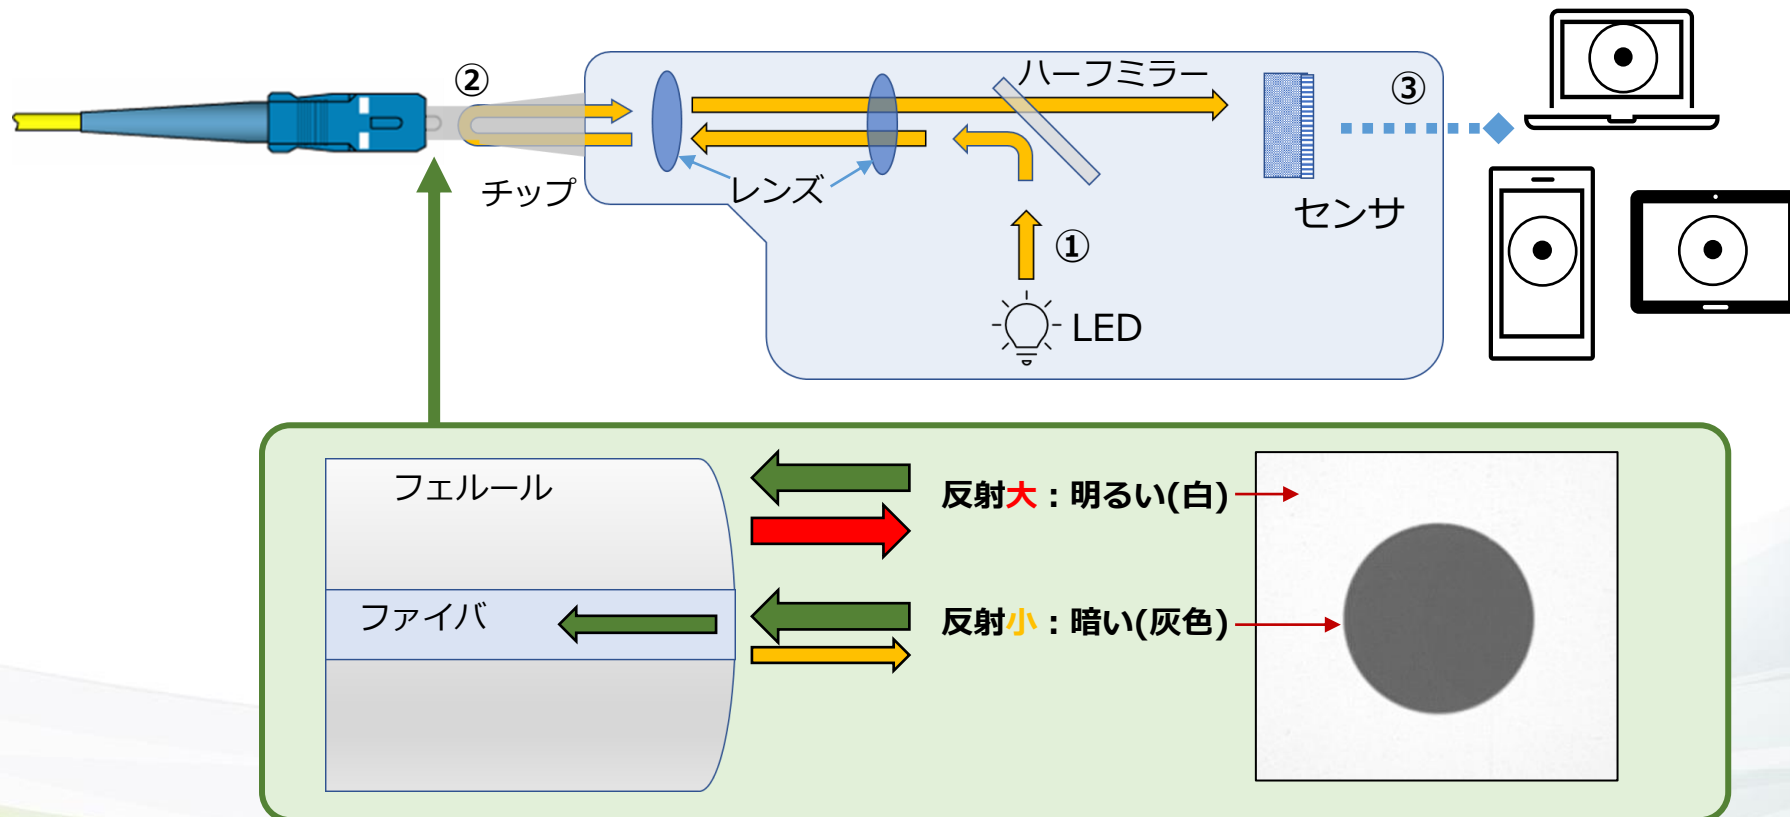 ②
ハーフミラー
③
チップ
レンズ
センサ
①
LED
フェルール
反射大：明るい(白)
ファイバ
反射小：暗い(灰色)